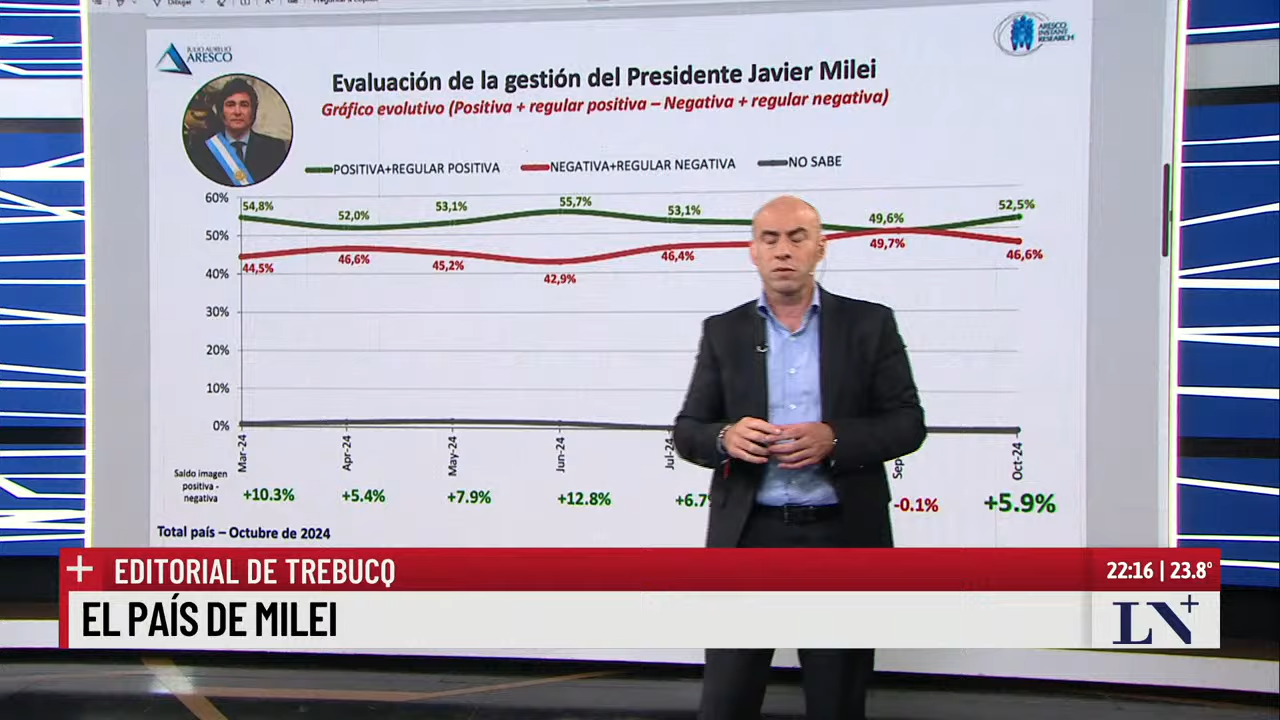 JULIO AURELIO
ARESCO
ARESCO
INSTANT
RESEARCH
Evaluación de la gestión del Presidente Javier Milei
Gráfico evolutivo (Positiva + regular positiva – Negativa + regular negativa)
POSITIVA+REGULAR POSITIVA NEGATIVA+REGULAR NEGATIVA NO SABE
60%
50%
40%
30%
20%
10%
0%
54,8% 52,0% 53,1% 55,7% 53,1% 49,6% 52,5%
44,5% 46,6% 45,2% 42,9% 46,4% 49,7% 46,6%
Mar-24 Apr-24 May-24 Jun-24 Jul-24 Sep Oct-24
Saldo imagen
positiva -
negativa
+10.3% +5.4% +7.9% +12.8% +6.7 -0.1% +5.9%
Total país – Octubre de 2024
EDITORIAL DE TREBUCQ
22:16 | 23.8°
EL PAÍS DE MILEI
LN+